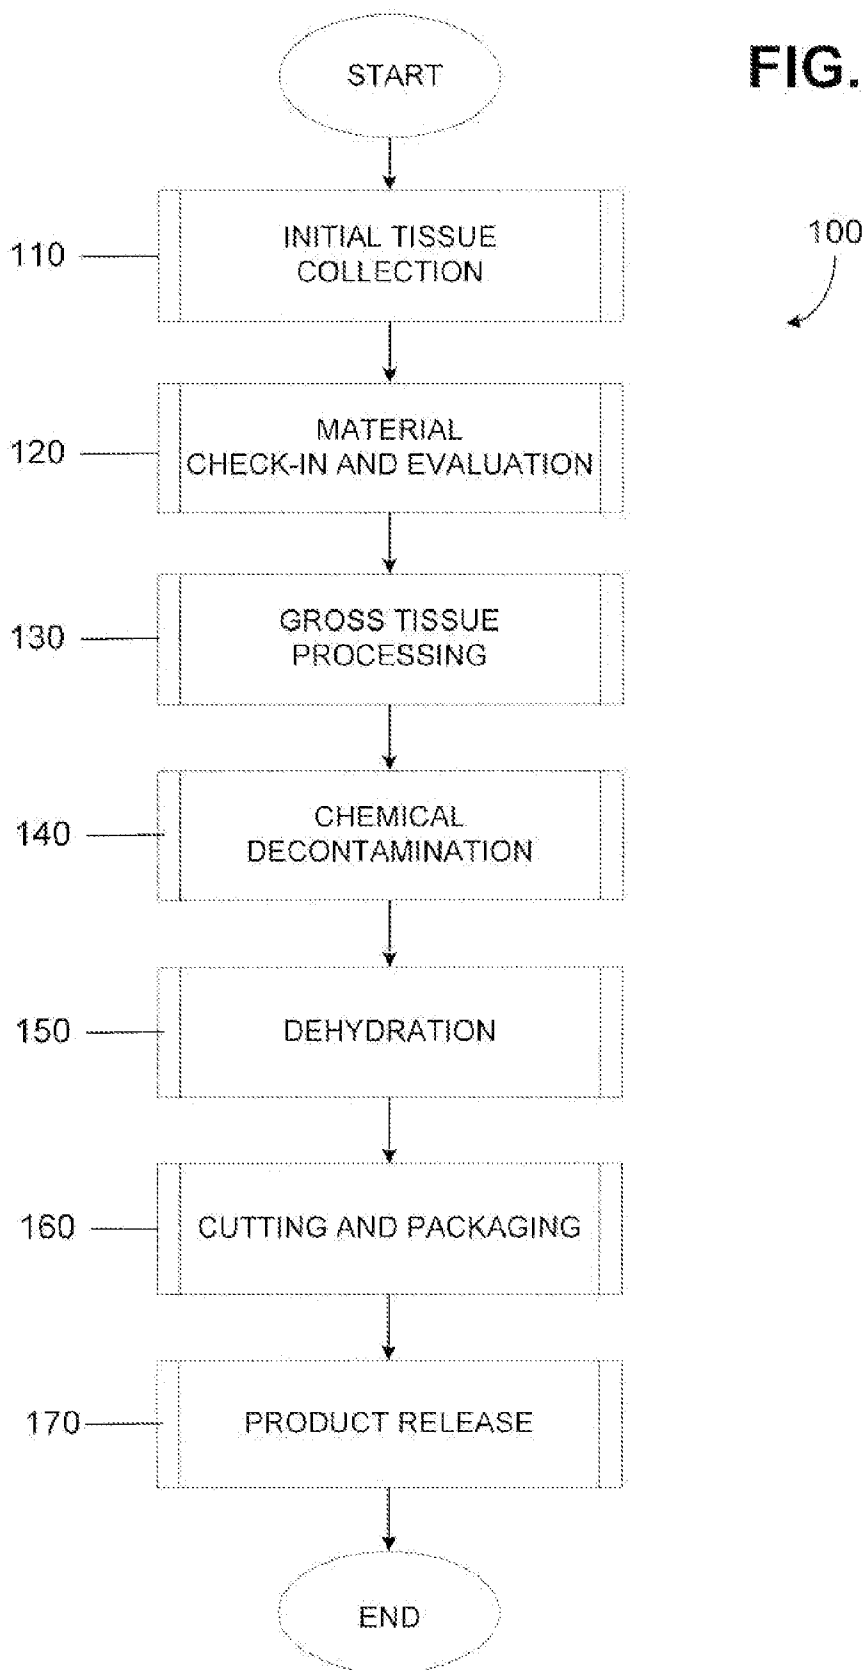 START
FIG.
100
110
INITIAL TISSUE
COLLECTION
120
MATERIAL
CHECK-IN AND EVALUATION
130
GROSS TISSUE
PROCESSING
140
CHEMICAL
DECONTAMINATION
150
DEHYDRATION
160
CUTTING AND PACKAGING
170
PRODUCT RELEASE
END